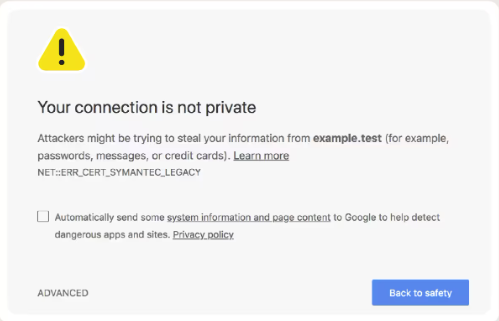 Your connection is not private
Attackers might be trying to steal your information from example.test (for example,
passwords, messages, or credit cards). Learn more
NET::ERR_CERT_SYMANTEC_LEGACY
Automatically send some system information and page content to Google to help detect
dangerous apps and sites. Privacy policy
ADVANCED
Back to safety